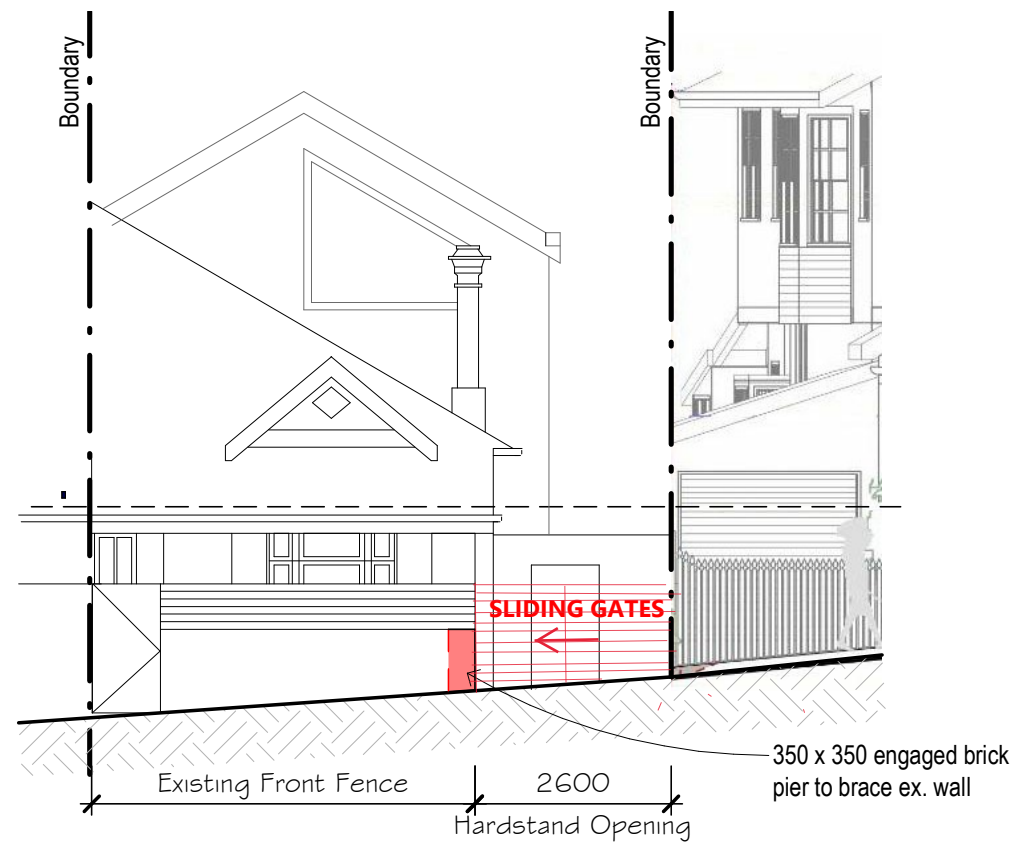 Boundary
Boundary
SLIDING GATES
350 x 350 engaged brick
pier to brace ex. wall
Existing Front Fence
2600
Hardstand Opening